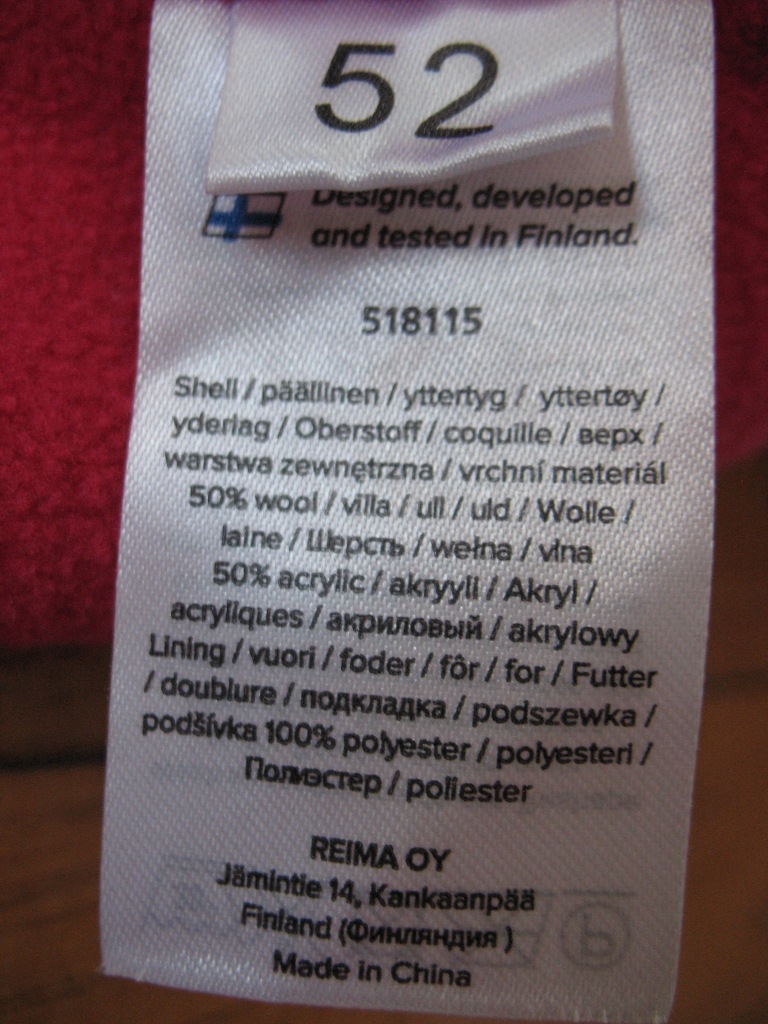 52
Designed, developed
and tested in Finland.
518115
Shell / päällinen / yttertyg / yttertøy /
yderlag / Oberstoff / coquille / верх /
warstwa zewnętrzna / vrchní materiál
50% wool / villa / ull / uld / Wolle /
laine / Шерсть / wełna / vlna
50% acrylic / akryyli / Akryl /
acryliques / акриловый / akrylowy
Lining / vuori / foder / fôr / for / Futter
/ doublure / подкладка / podszewka /
podšívka 100% polyester / polyesteri /
Полиэстер / poliester
REIMA OY
Jämintie 14, Kankaanpää
Finland (Финляндия )
Made in China